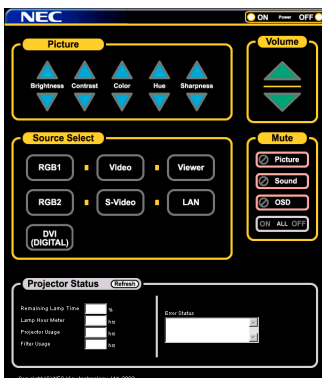 NEC
ON Power OFF
Picture
Volume
Brightness Contrast Color Hue Sharpness
Source Select
Mute
RGB1 Video Viewer
Picture
Sound
RGB2 S-Video LAN
OSD
ON ALL OFF
DVI
(DIGITAL)
Projector Status (Refresh)
Remaining Lamp Time %
Lamp Hour Meter hrs
Projector Usage hrs
Filter Usage hrs
Error Status